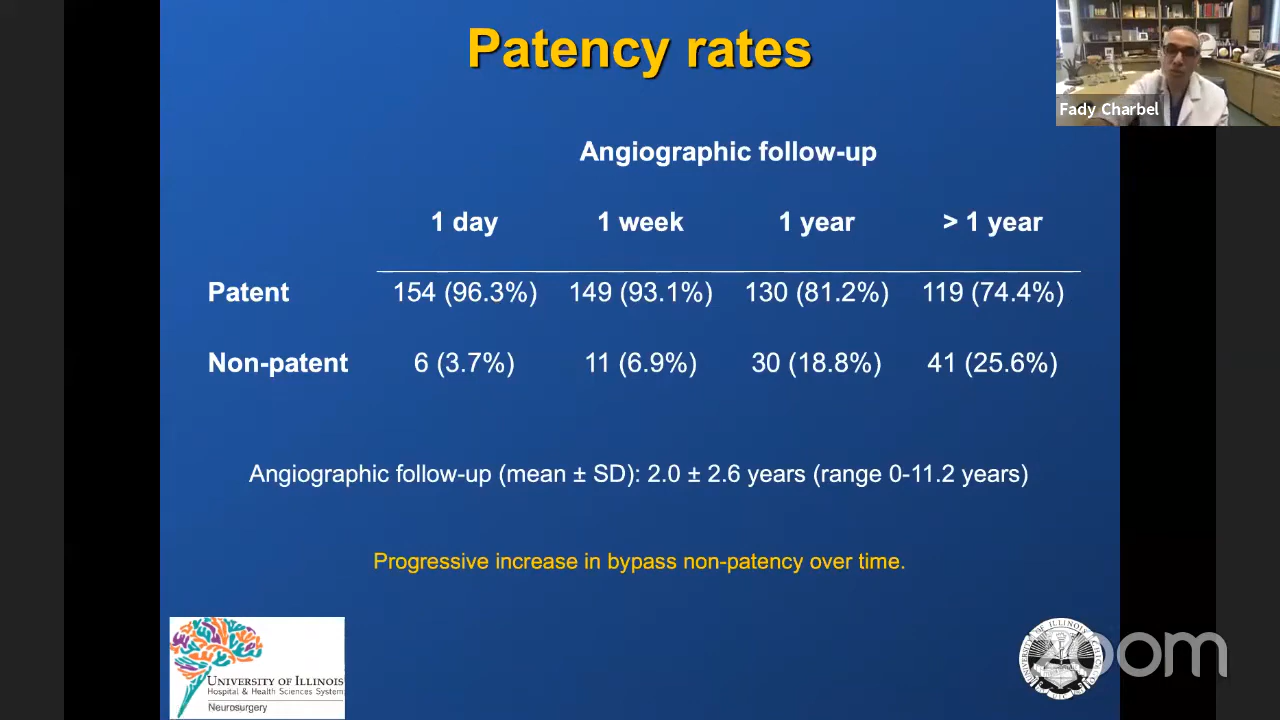 Patency rates
Fady Charbel
Angiographic follow-up
1 day 1 week 1 year > 1 year
Patent 154 (96.3%) 149 (93.1%) 130 (81.2%) 119 (74.4%)
Non-patent 6 (3.7%) 11 (6.9%) 30 (18.8%) 41 (25.6%)
Angiographic follow-up (mean ± SD): 2.0 ± 2.6 years (range 0-11.2 years)
Progressive increase in bypass non-patency over time.
UNIVERSITY OF ILLINOIS
Hospital & Health Sciences System
Neurosurgery
OF ILLINOIS
zoom